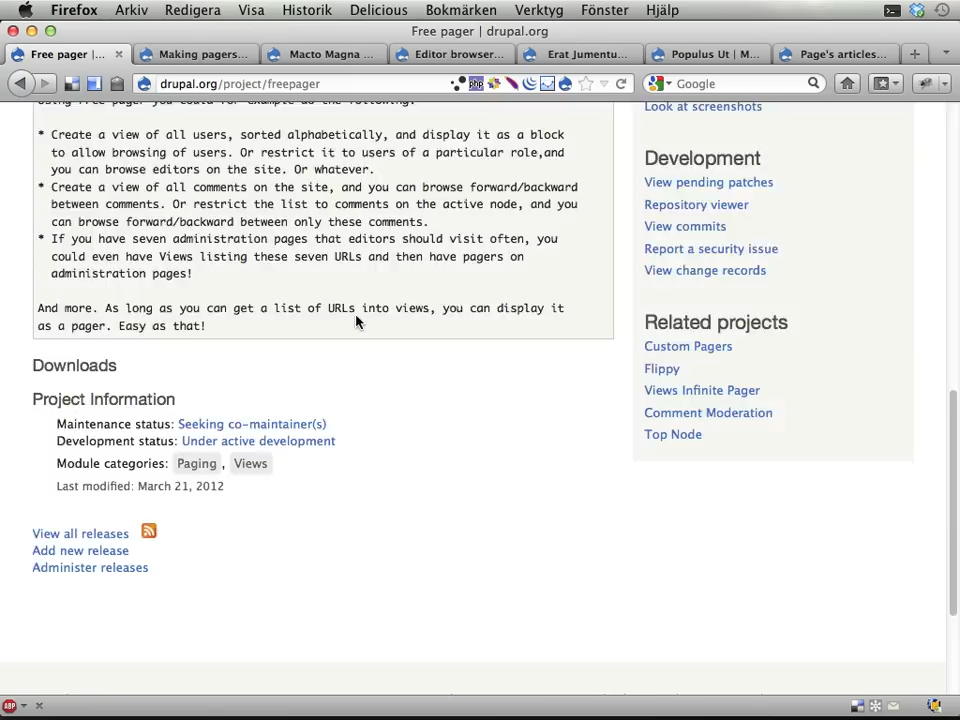 Firefox Arkiv Redigera Visa Historik Delicious Bokmärken Verktyg Fönster Hjälp
Free pager | drupal.org
Free pager |... Making pagers... Macto Magna ... Editor browser... Erat Jumentu... Populus Ut | M... Page's articles...
drupal.org/project/freepager
Google
* Create a view of all users, sorted alphabetically, and display it as a block
to allow browsing of users. Or restrict it to users of a particular role,and
you can browse editors on the site. Or whatever.
* Create a view of all comments on the site, and you can browse forward/backward
between comments. Or restrict the list to comments on the active node, and you
can browse forward/backward between only these comments.
* If you have seven administration pages that editors should visit often, you
could even have Views listing these seven URLs and then have pagers on
administration pages!
And more. As long as you can get a list of URLs into views, you can display it
as a pager. Easy as that!
Downloads
Project Information
Maintenance status: Seeking co-maintainer(s)
Development status: Under active development
Module categories: Paging , Views
Last modified: March 21, 2012
View all releases
Add new release
Administer releases
Look at screenshots
Development
View pending patches
Repository viewer
View commits
Report a security issue
View change records
Related projects
Custom Pagers
Flippy
Views Infinite Pager
Comment Moderation
Top Node
ABP